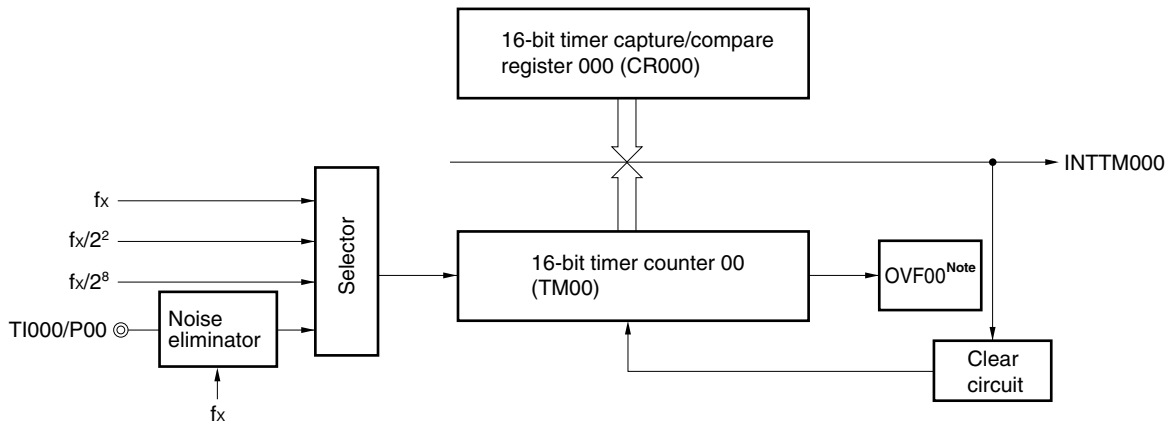 16-bit timer capture/compare
register 000 (CR000)
INTTM000
fx
fx/2²
fx/2⁸
Selector
16-bit timer counter 00
(TM00)
OVF00Note
TI000/P00
Noise
eliminator
Clear
circuit
fx